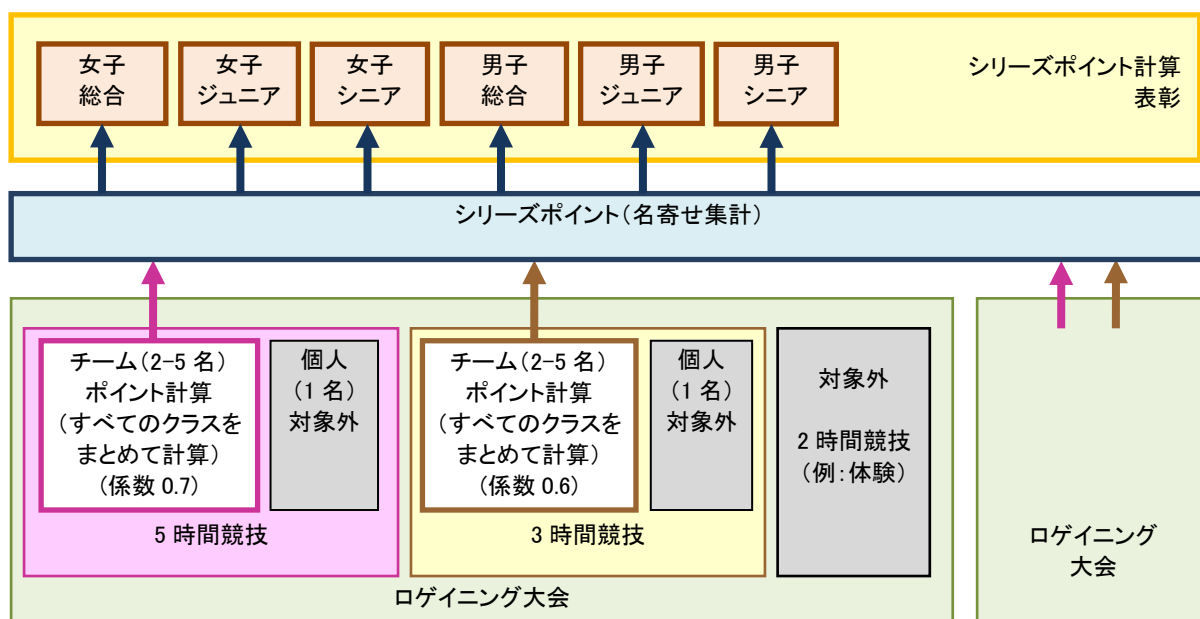 女子
総合
女子
ジュニア
女子
シニア
男子
総合
男子
ジュニア
男子
シニア
シリーズポイント計算
表彰
シリーズポイント（名寄せ集計）
チーム（2-5 名）
ポイント計算
（すべてのクラスを
まとめて計算）
（係数 0.7）
個人
（1 名）
対象外
5 時間競技
チーム（2-5 名）
ポイント計算
（すべてのクラスを
まとめて計算）
（係数 0.6）
個人
（1 名）
対象外
3 時間競技
対象外
2 時間競技
（例：体験）
ロゲイニング大会
ロゲイニング
大会